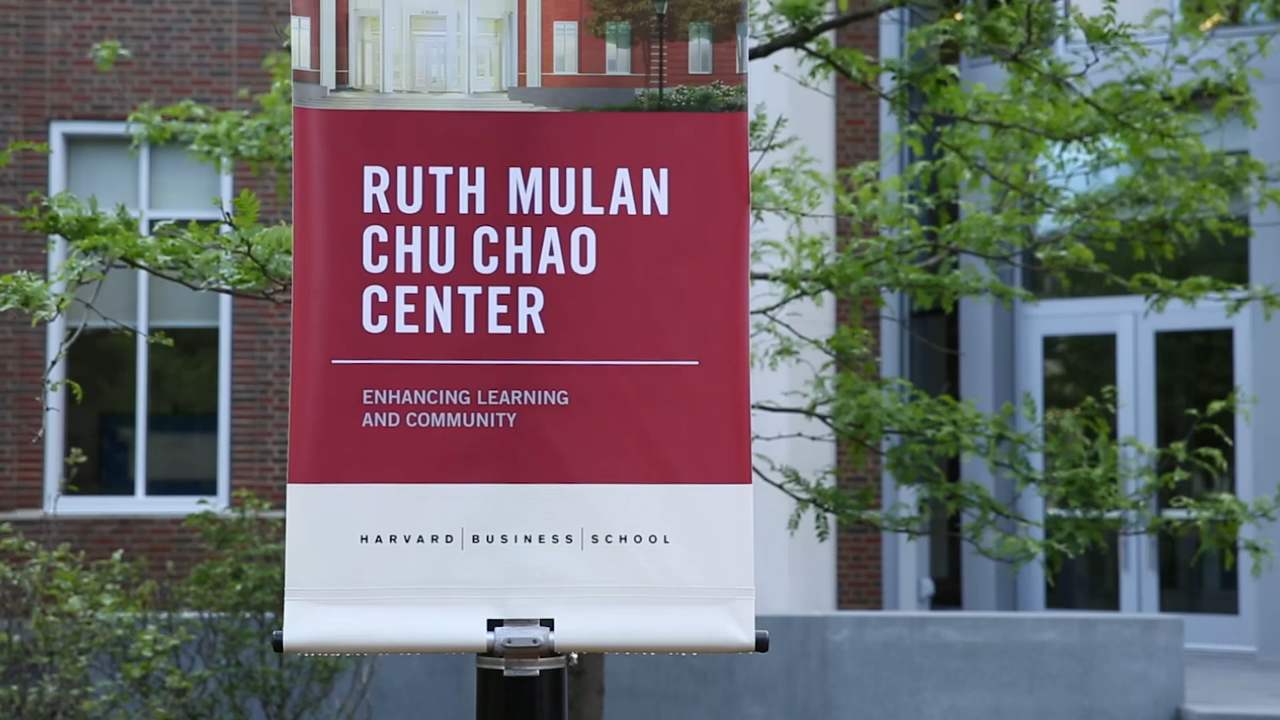 RUTH MULAN
CHU CHAO
CENTER
ENHANCING LEARNING
AND COMMUNITY
HARVARD | BUSINESS | SCHOOL